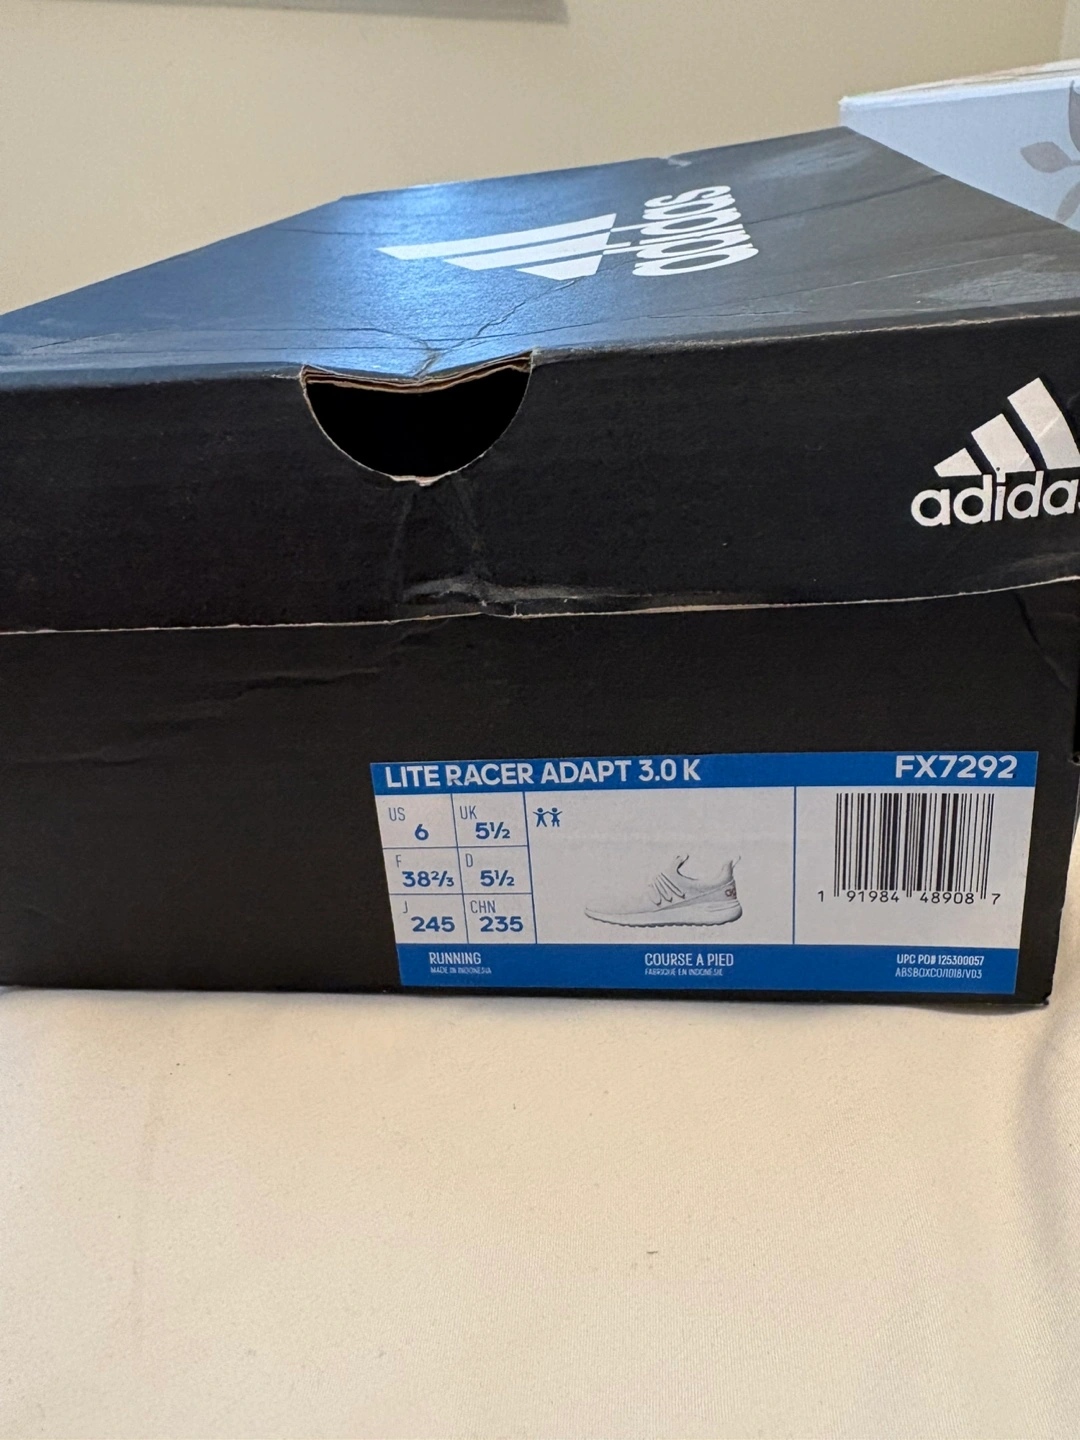 adidas
adidas
LITE RACER ADAPT 3.0 K
FX7292
US
6
UK
5½
F
38⅔
D
5½
J
245
CHN
235
1 91984 48908 7
RUNNING
MADE IN INDONESIA
COURSE A PIED
FABRIQUE EN INDONESIE
UPC PO# 125300057
ABSBOXCO/1018/V03